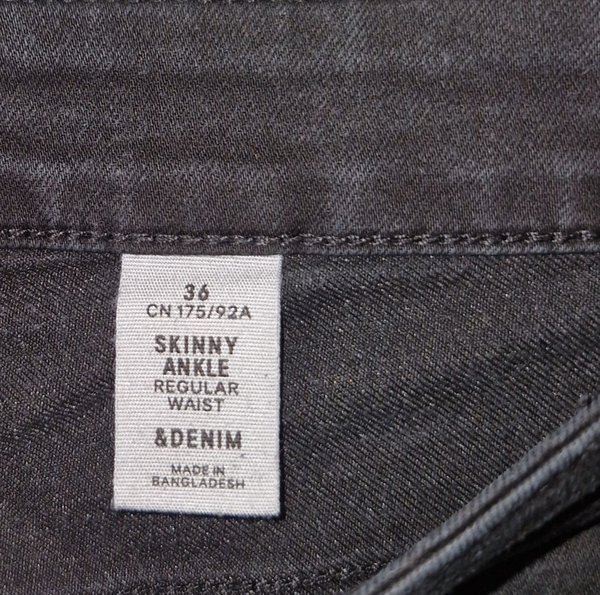 36
CN 175/92A
SKINNY
ANKLE
REGULAR
WAIST
&DENIM
MADE IN
BANGLADESH